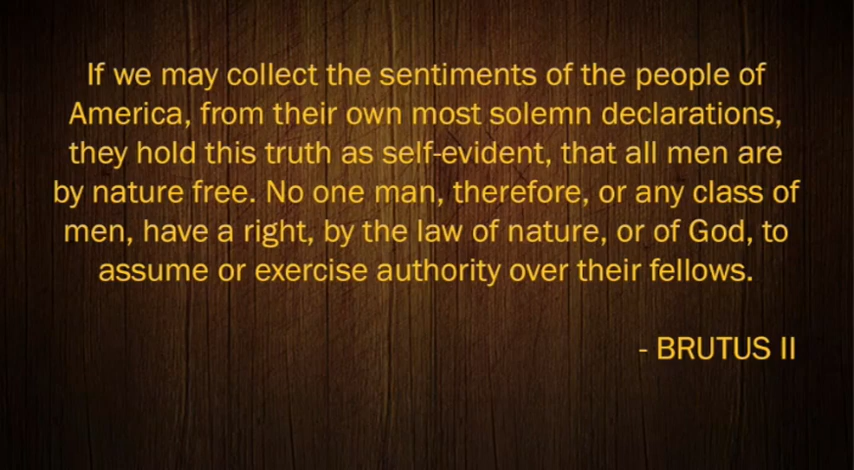 If we may collect the sentiments of the people of
America, from their own most solemn declarations,
they hold this truth as self-evident, that all men are
by nature free. No one man, therefore, or any class of
men, have a right, by the law of nature, or of God, to
assume or exercise authority over their fellows.
- BRUTUS II